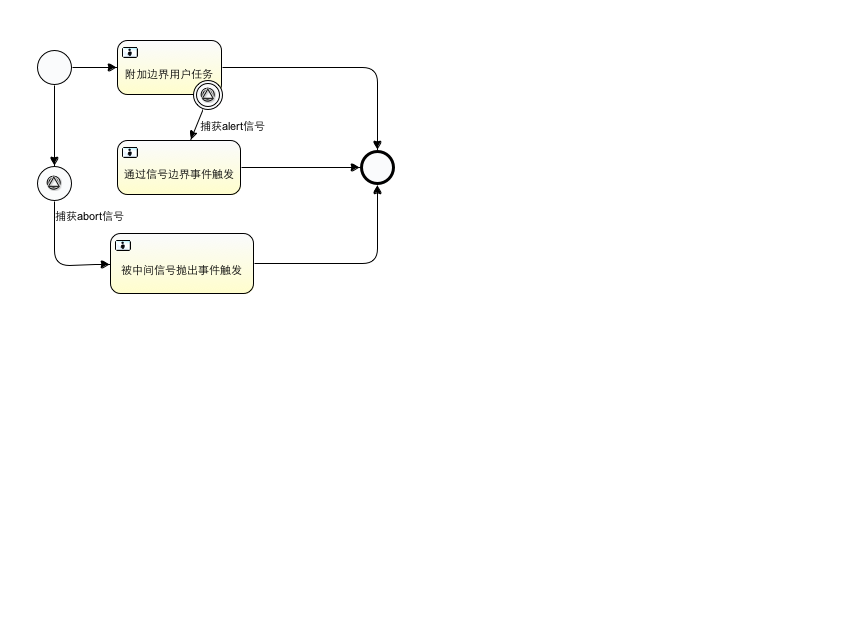 附加边界用户任务
捕获alert信号
通过信号边界事件触发
捕获abort信号
被中间信号抛出事件触发